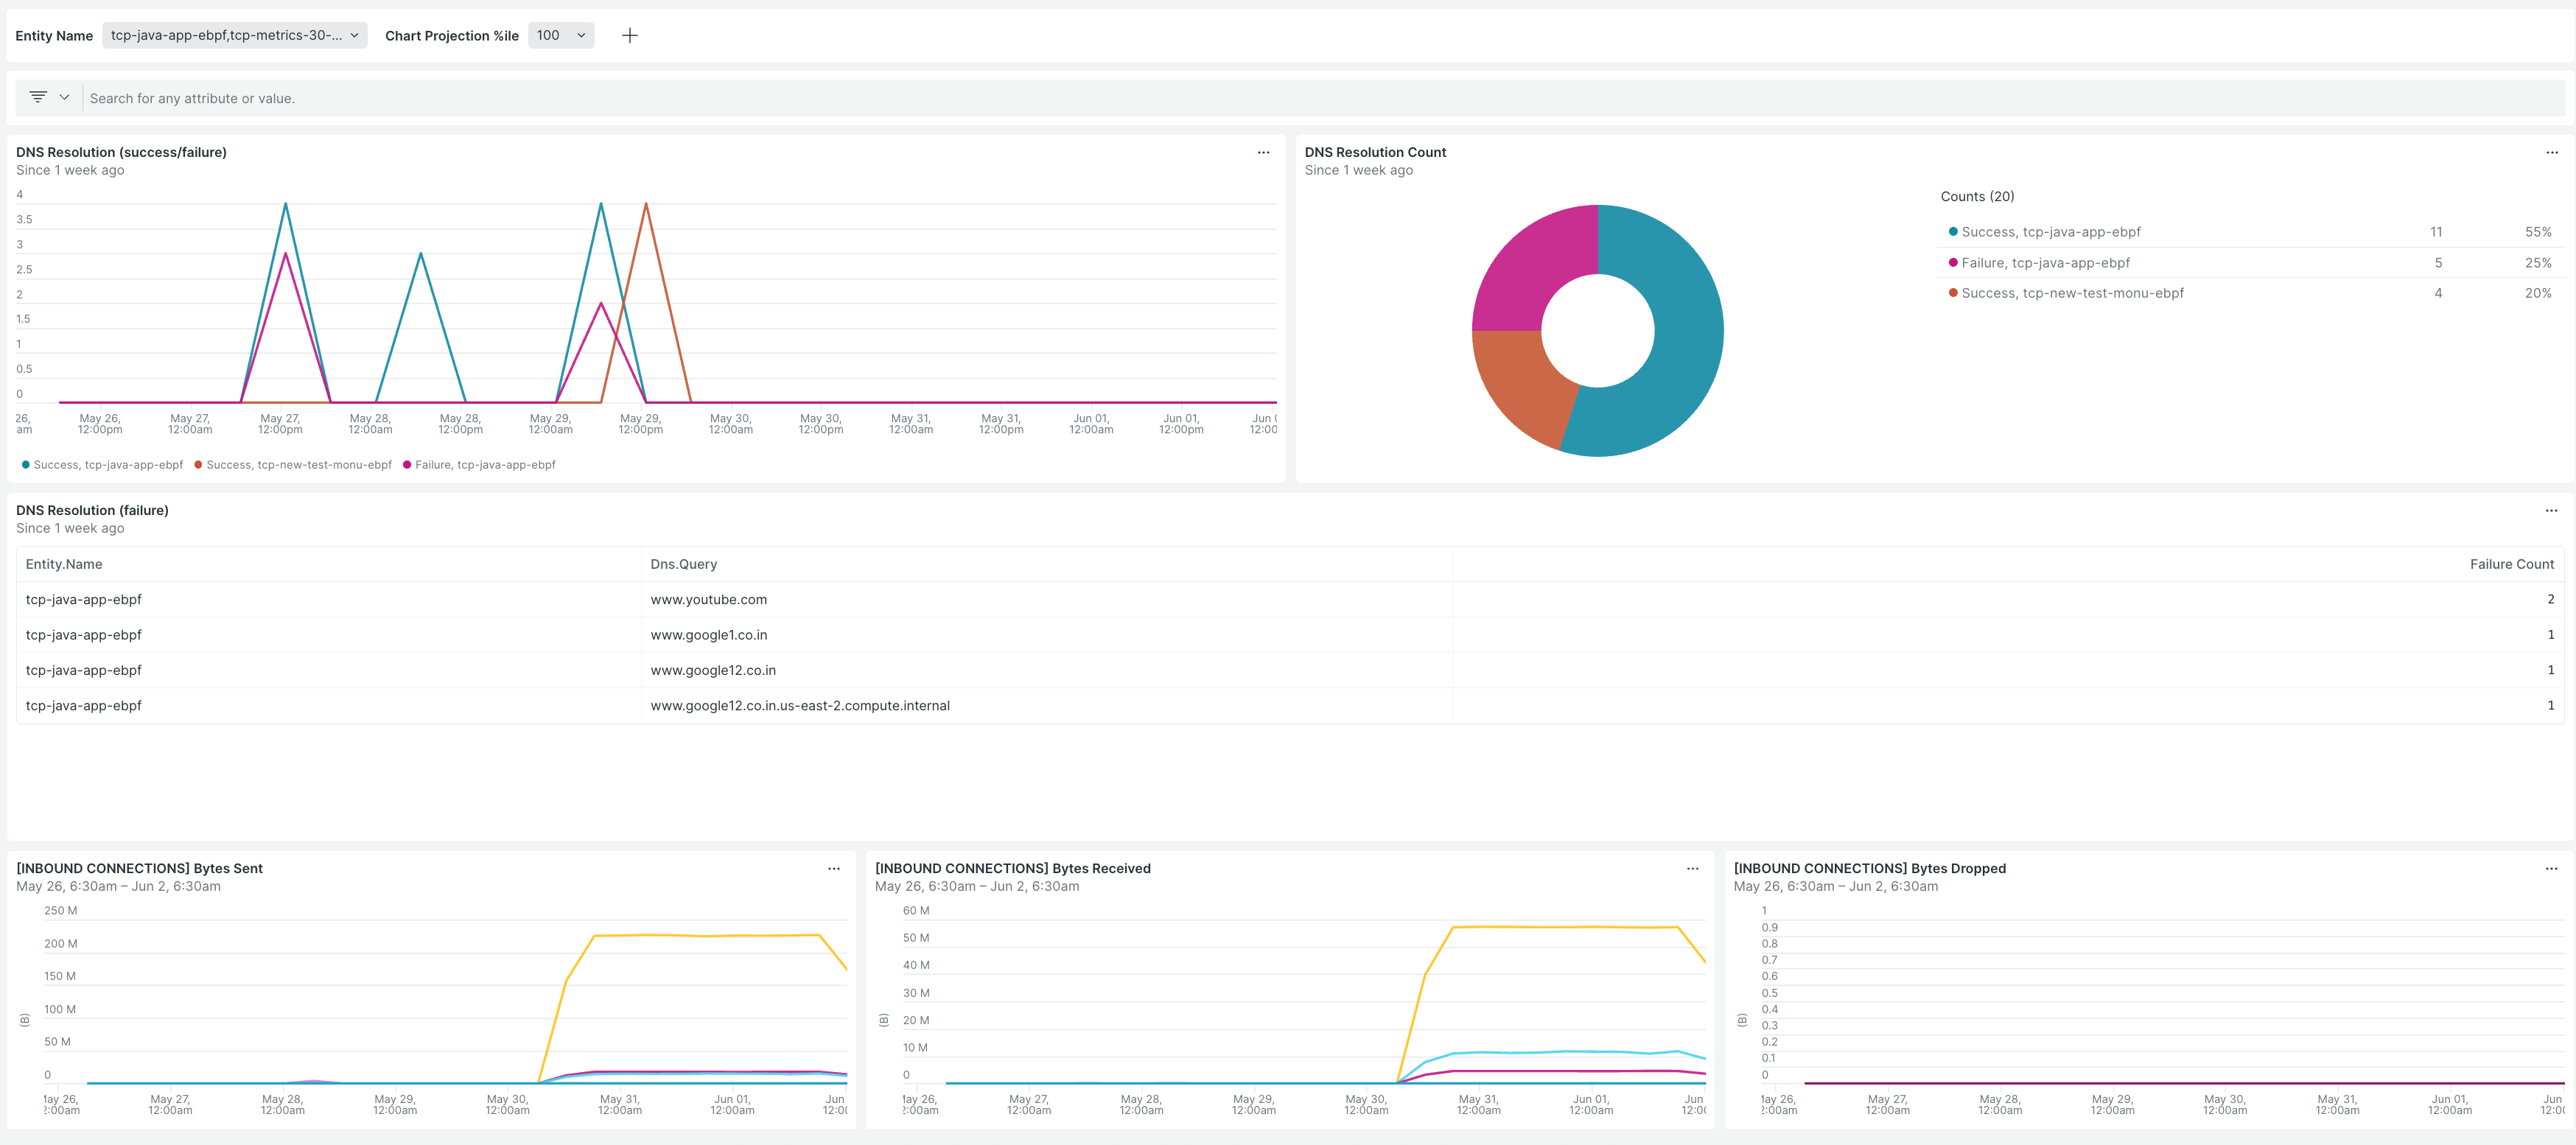 Entity Name tcp-java-app-ebpf,tcp-metrics-30-... Chart Projection %ile 100
Search for any attribute or value.
DNS Resolution (success/failure)
Since 1 week ago
4
3.5
3
2.5
2
1.5
1
0.5
0
26, May 26, May 27, May 27, May 28, May 28, May 29, May 29, May 30, May 30, May 31, May 31, Jun 01, Jun 01, Jun
am 12:00pm 12:00am 12:00pm 12:00am 12:00pm 12:00am 12:00pm 12:00am 12:00pm 12:00am 12:00pm 12:00am 12:00pm 12:00
Success, tcp-java-app-ebpf Success, tcp-new-test-monu-ebpf Failure, tcp-java-app-ebpf
DNS Resolution Count
Since 1 week ago
Counts (20)
Success, tcp-java-app-ebpf 11 55%
Failure, tcp-java-app-ebpf 5 25%
Success, tcp-new-test-monu-ebpf 4 20%
DNS Resolution (failure)
Since 1 week ago
Entity.Name Dns.Query Failure Count
tcp-java-app-ebpf www.youtube.com 2
tcp-java-app-ebpf www.google1.co.in 1
tcp-java-app-ebpf www.google12.co.in 1
tcp-java-app-ebpf www.google12.co.in.us-east-2.compute.internal 1
[INBOUND CONNECTIONS] Bytes Sent
May 26, 6:30am – Jun 2, 6:30am
250 M
200 M
150 M
100 M
50 M
0
(B)
May 26, May 27, May 28, May 29, May 30, May 31, Jun 01, Jun
2:00am 12:00am 12:00am 12:00am 12:00am 12:00am 12:00am 12:00
[INBOUND CONNECTIONS] Bytes Received
May 26, 6:30am – Jun 2, 6:30am
60 M
50 M
40 M
30 M
20 M
10 M
0
(B)
May 26, May 27, May 28, May 29, May 30, May 31, Jun 01, Jun
2:00am 12:00am 12:00am 12:00am 12:00am 12:00am 12:00am 12:00
[INBOUND CONNECTIONS] Bytes Dropped
May 26, 6:30am – Jun 2, 6:30am
1
0.9
0.8
0.7
0.6
0.5
0.4
0.3
0.2
0.1
0
(B)
May 26, May 27, May 28, May 29, May 30, May 31, Jun 01, Jun
2:00am 12:00am 12:00am 12:00am 12:00am 12:00am 12:00am 12:00